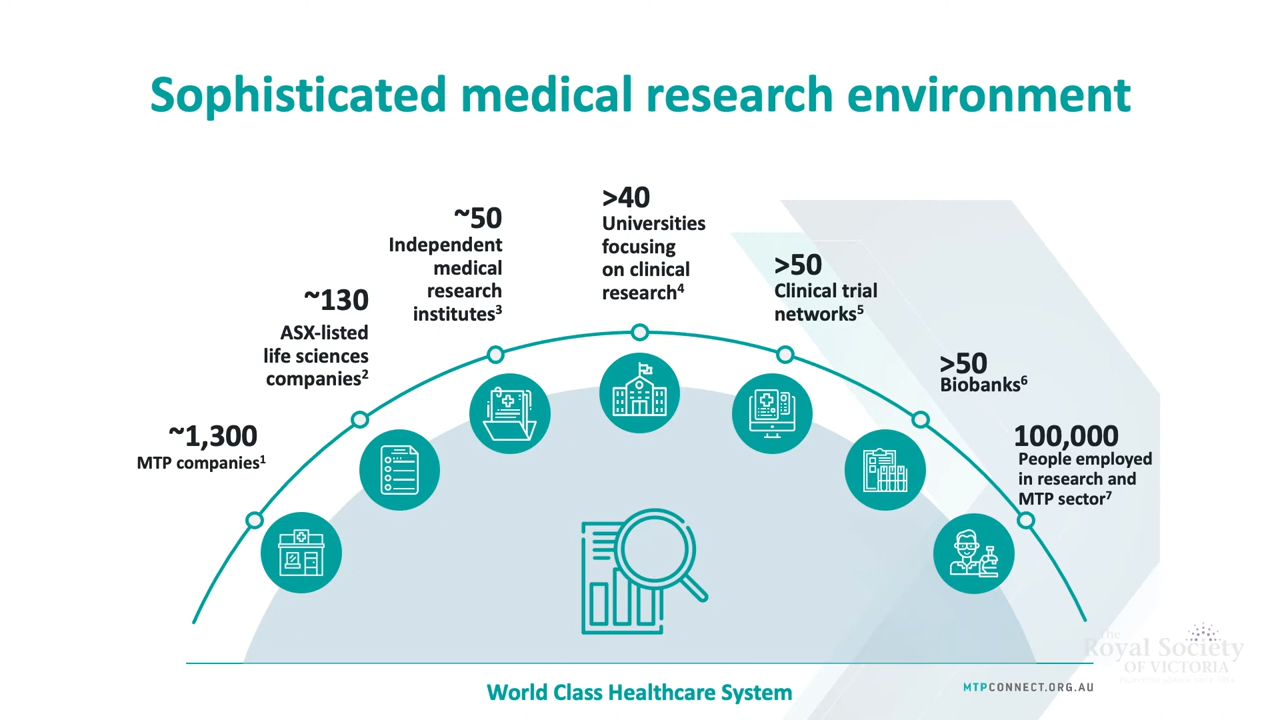 Sophisticated medical research environment
~1,300
MTP companies¹
~130
ASX-listed
life sciences
companies²
~50
Independent
medical
research
institutes³
>40
Universities
focusing
on clinical
research⁴
>50
Clinical trial
networks⁵
>50
Biobanks⁶
100,000
People employed
in research and
MTP sector⁷
World Class Healthcare System
MTPCONNECT.ORG.AU
The
Royal Society
OF VICTORIA